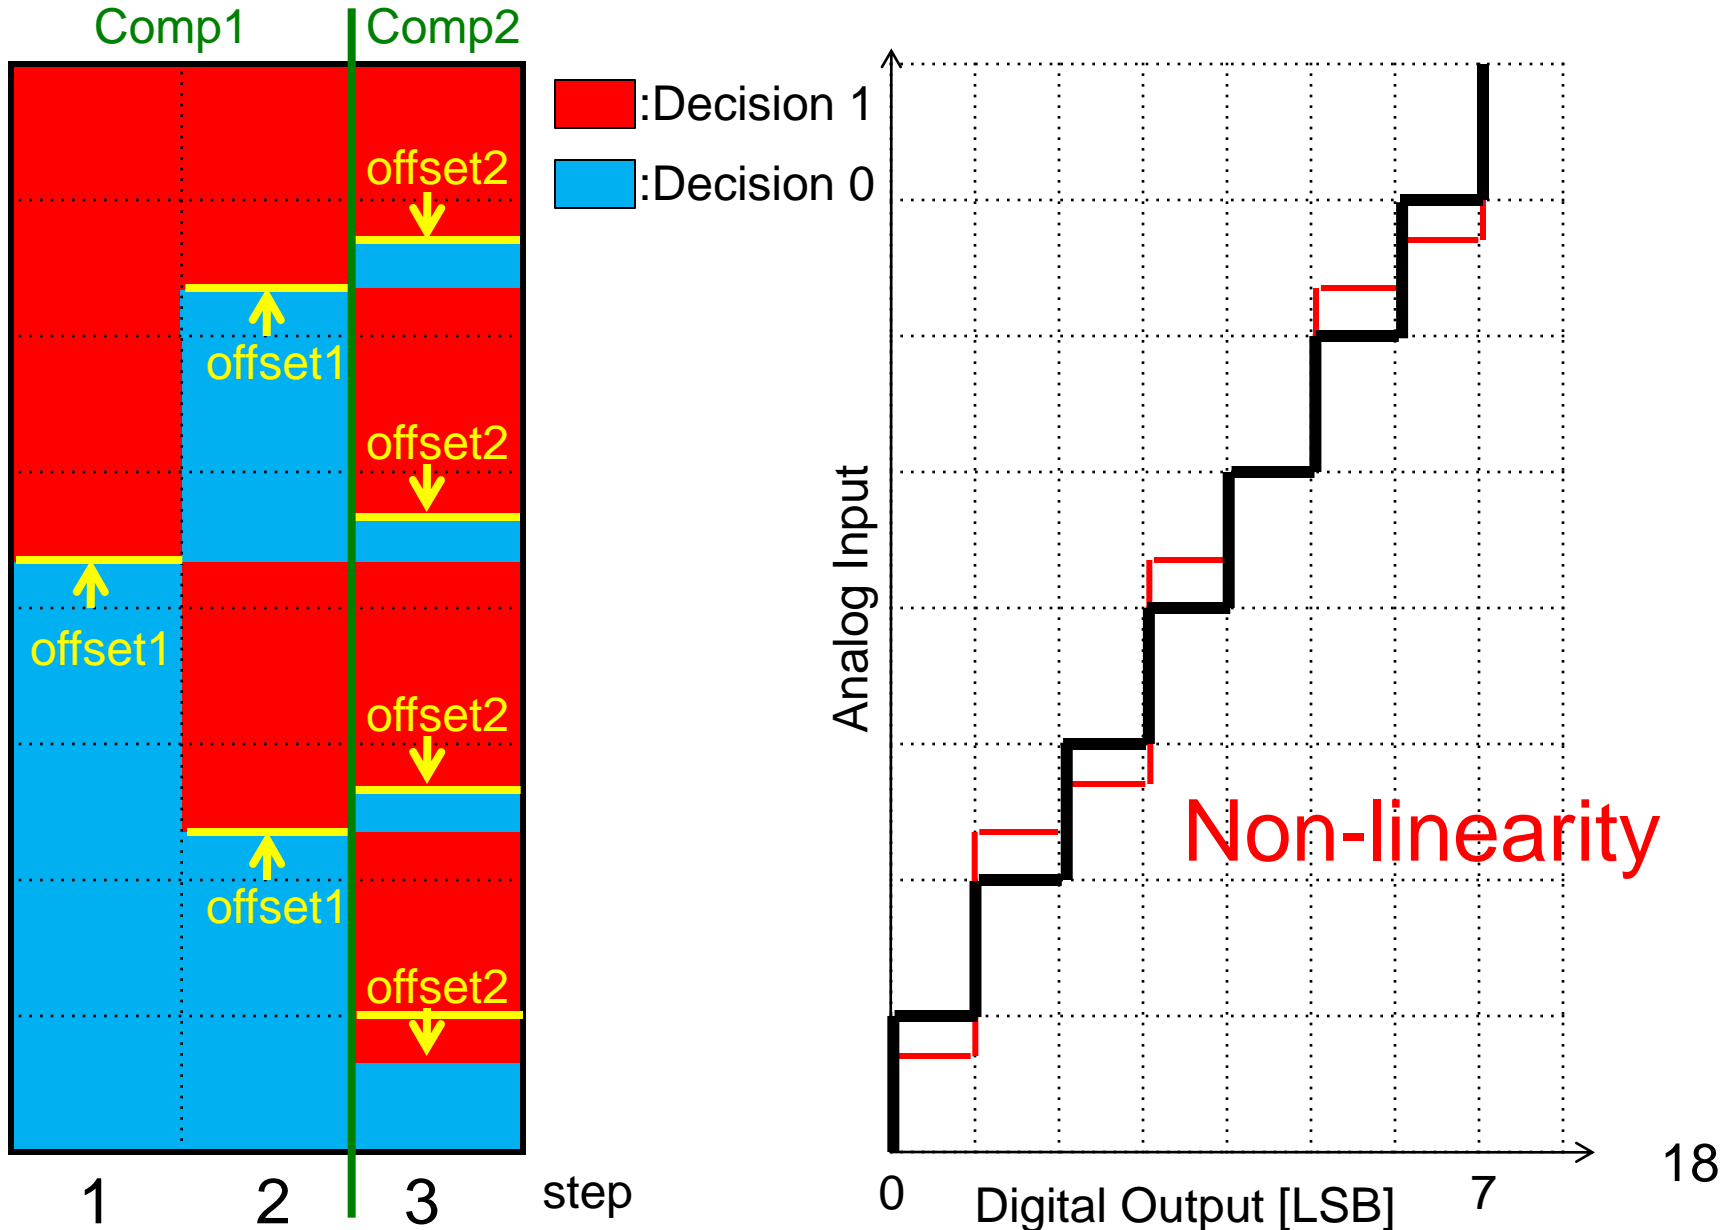 Comp1
Comp2
:Decision 1
:Decision 0
offset2
offset1
offset2
offset1
offset2
offset1
offset2
1
2
3
step
Analog Input
Non-linearity
0
Digital Output [LSB]
7
18